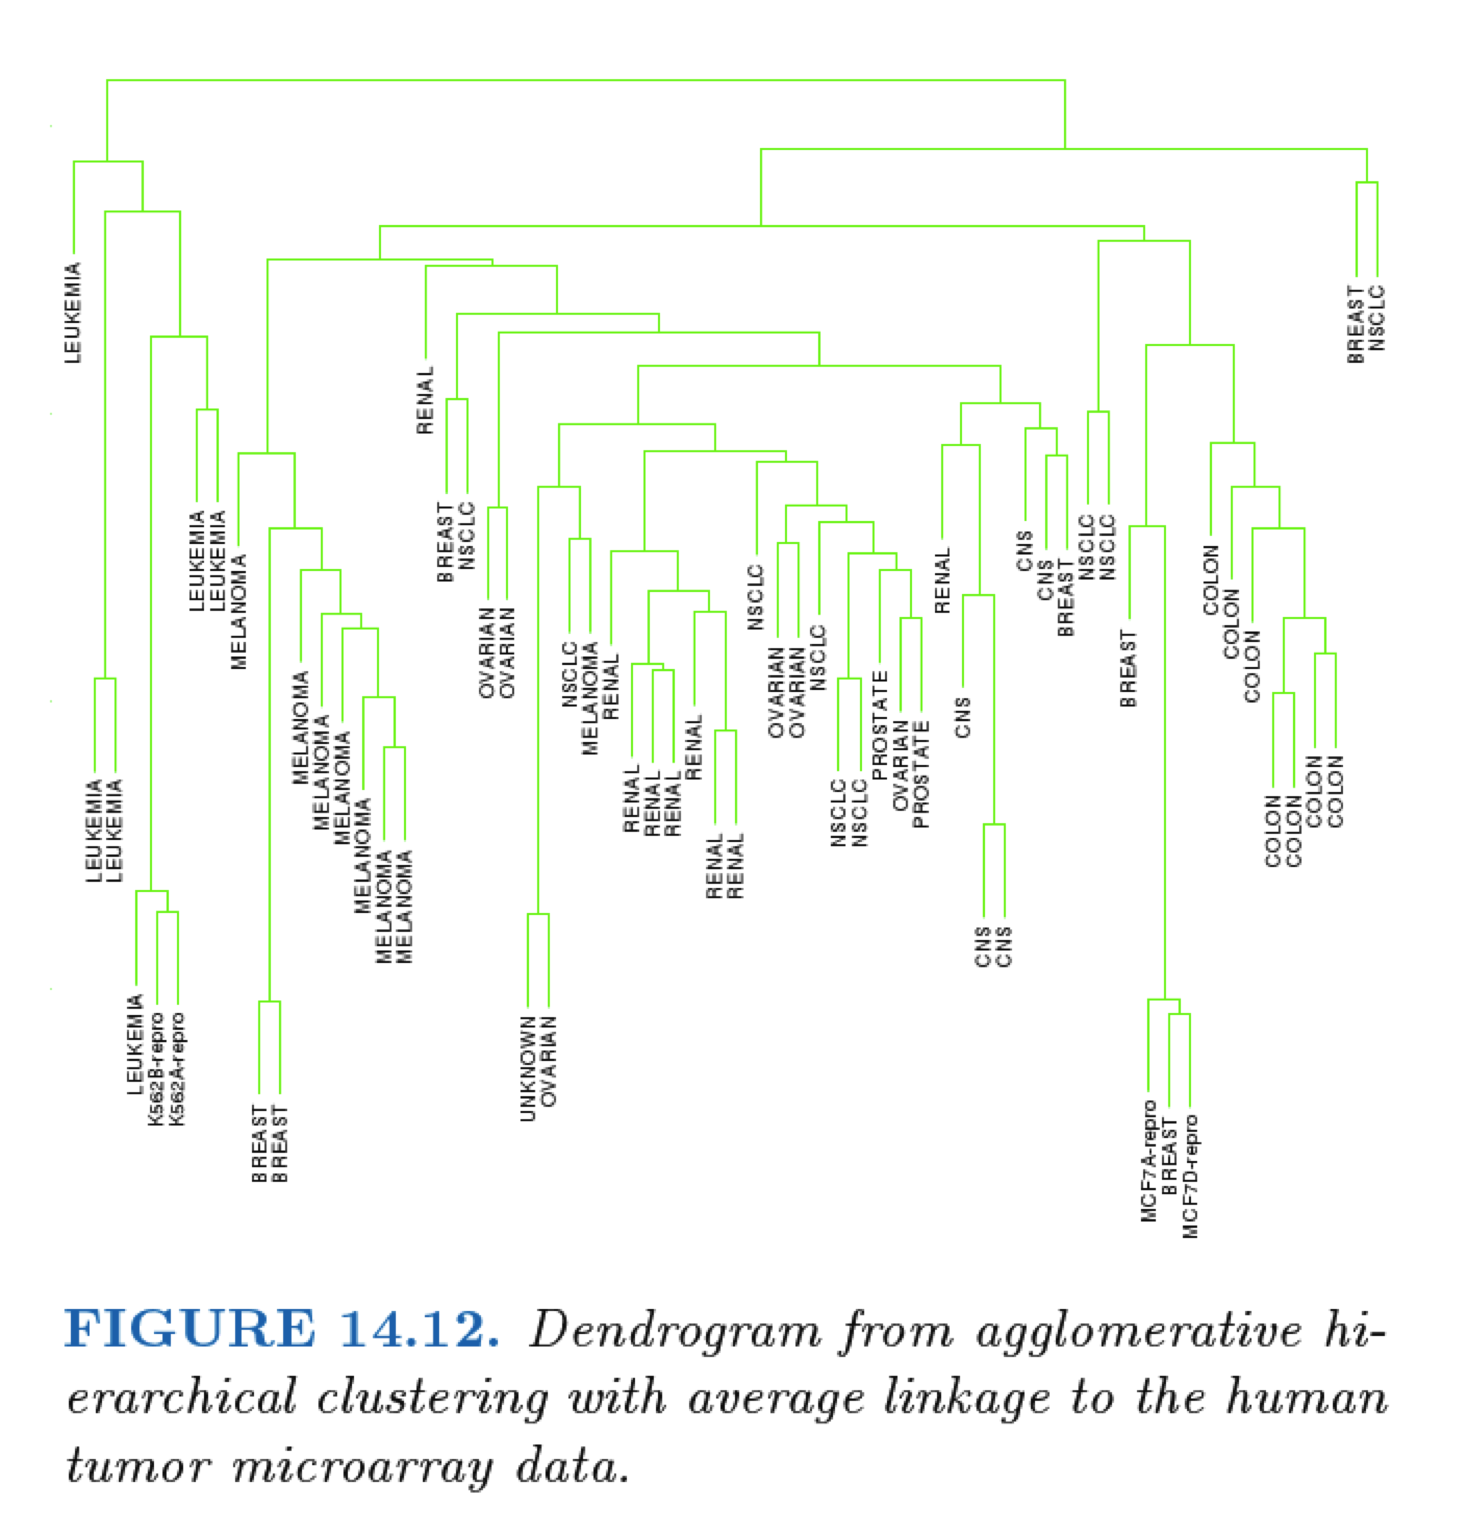 LEUKEMIA
LEUKEMIA
LEUKEMIA
LEUKEMIA
K562B-repro
K562A-repro
LEUKEMIA
LEUKEMIA
MELANOMA
BREAST
BREAST
MELANOMA
MELANOMA
MELANOMA
MELANOMA
MELANOMA
MELANOMA
RENAL
BREAST
NSCLC
OVARIAN
OVARIAN
UNKNOWN
OVARIAN
NSCLC
MELANOMA
RENAL
RENAL
RENAL
RENAL
RENAL
RENAL
RENAL
NSCLC
OVARIAN
OVARIAN
NSCLC
NSCLC
NSCLC
PROSTATE
OVARIAN
PROSTATE
RENAL
CNS
CNS
CNS
CNS
CNS
BREAST
NSCLC
NSCLC
BREAST
MCF7A-repro
BREAST
MCF7D-repro
COLON
COLON
COLON
COLON
COLON
COLON
COLON
BREAST
NSCLC
FIGURE 14.12. Dendrogram from agglomerative hi-
erarchical clustering with average linkage to the human
tumor microarray data.